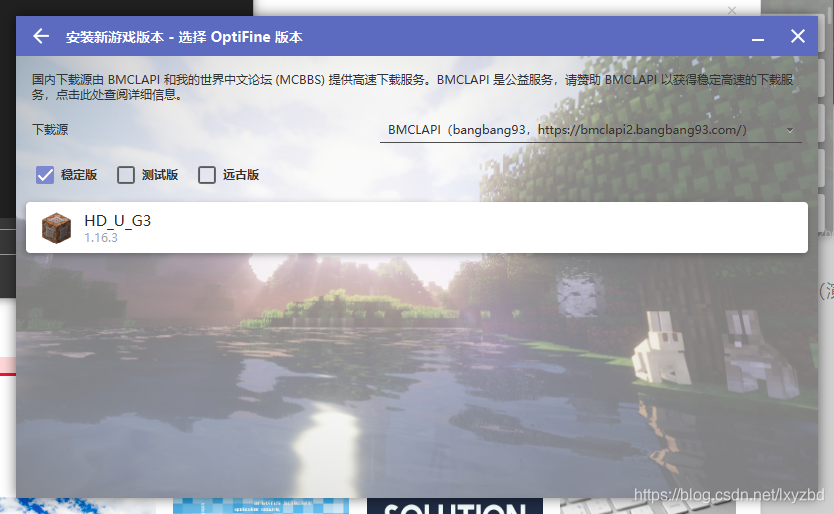 安装新游戏版本 - 选择 OptiFine 版本
国内下载源由 BMCLAPI 和我的世界中文论坛 (MCBBS) 提供高速下载服务。BMCLAPI 是公益服务，请赞助 BMCLAPI 以获得稳定高速的下载服
务，点击此处查阅详细信息。
下载源
BMCLAPI（bangbang93，https://bmclapi2.bangbang93.com/）
稳定版 测试版 远古版
HD_U_G3
1.16.3
（演
https://blog.csdn.net/lxyzbd
SOLUTION